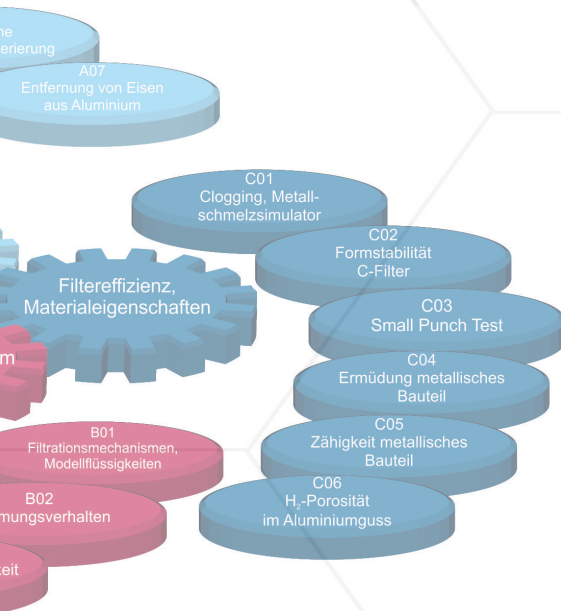 A07
Entfernung von Eisen
aus Aluminium
C01
Clogging, Metall-
schmelzsimulator
C02
Formstabilität
C-Filter
Filtereffizienz,
Materialeigenschaften
C03
Small Punch Test
C04
Ermüdung metallisches
Bauteil
C05
Zähigkeit metallisches
Bauteil
C06
H₂-Porosität
im Aluminiumguss
B01
Filtrationsmechanismen,
Modellflüssigkeiten
B02